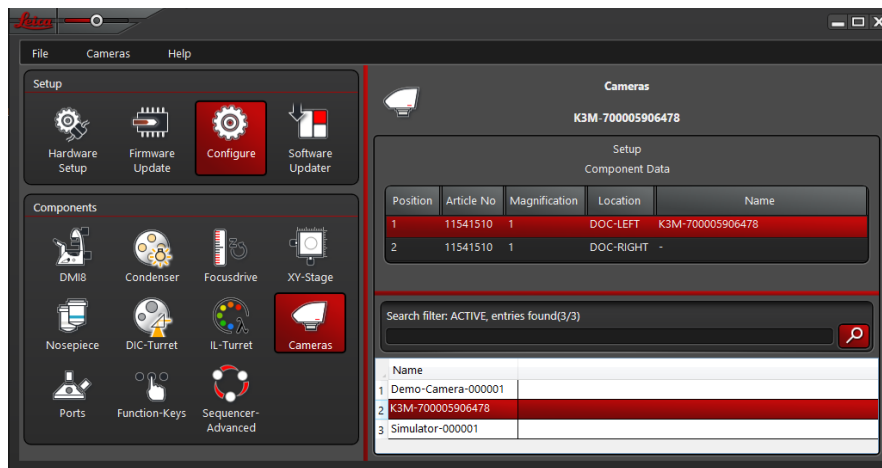 Leica
File Cameras Help
Setup
Hardware Setup
Firmware Update
Configure
Software Updater
Components
DMI8
Condenser
Focusdrive
XY-Stage
Nosepiece
DIC-Turret
IL-Turret
Cameras
Ports
Function-Keys
Sequencer-Advanced
Cameras
K3M-700005906478
Setup
Component Data
Position Article No Magnification Location Name
1 11541510 1 DOC-LEFT K3M-700005906478
2 11541510 1 DOC-RIGHT -
Search filter: ACTIVE, entries found(3/3)
Name
1 Demo-Camera-000001
2 K3M-700005906478
3 Simulator-000001